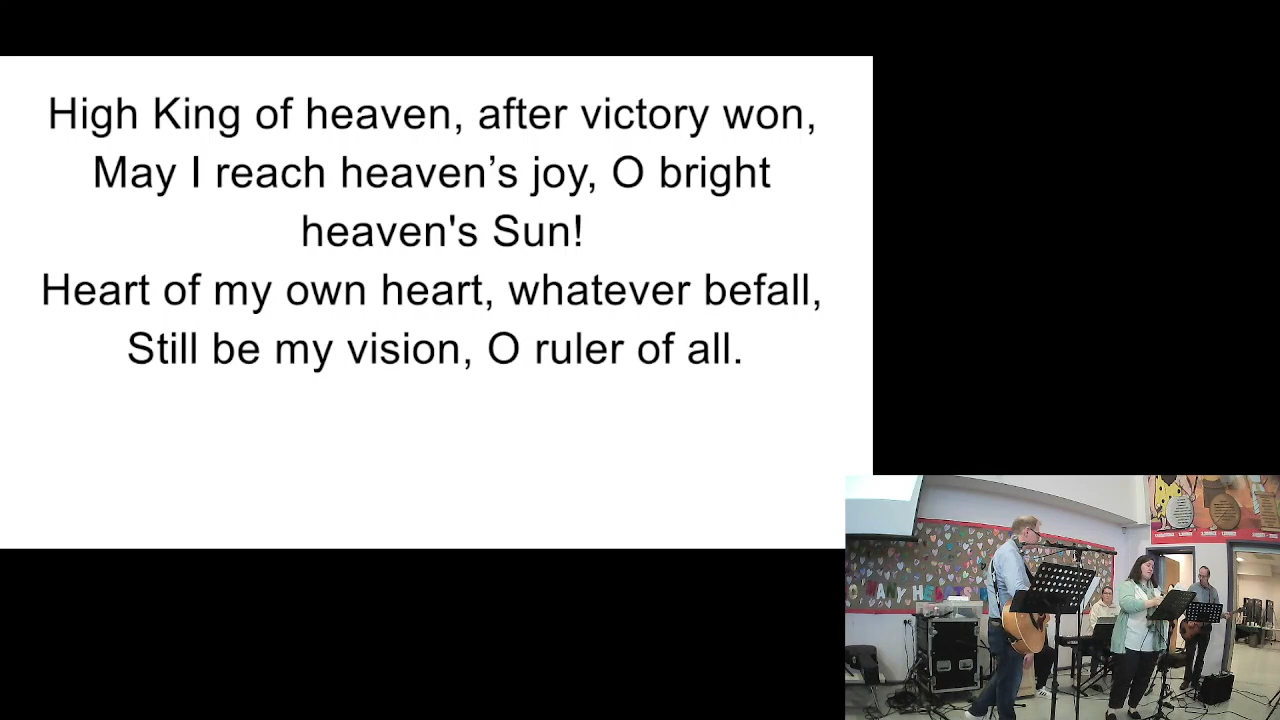 High King of heaven, after victory won,
May I reach heaven’s joy, O bright
heaven's Sun!
Heart of my own heart, whatever befall,
Still be my vision, O ruler of all.